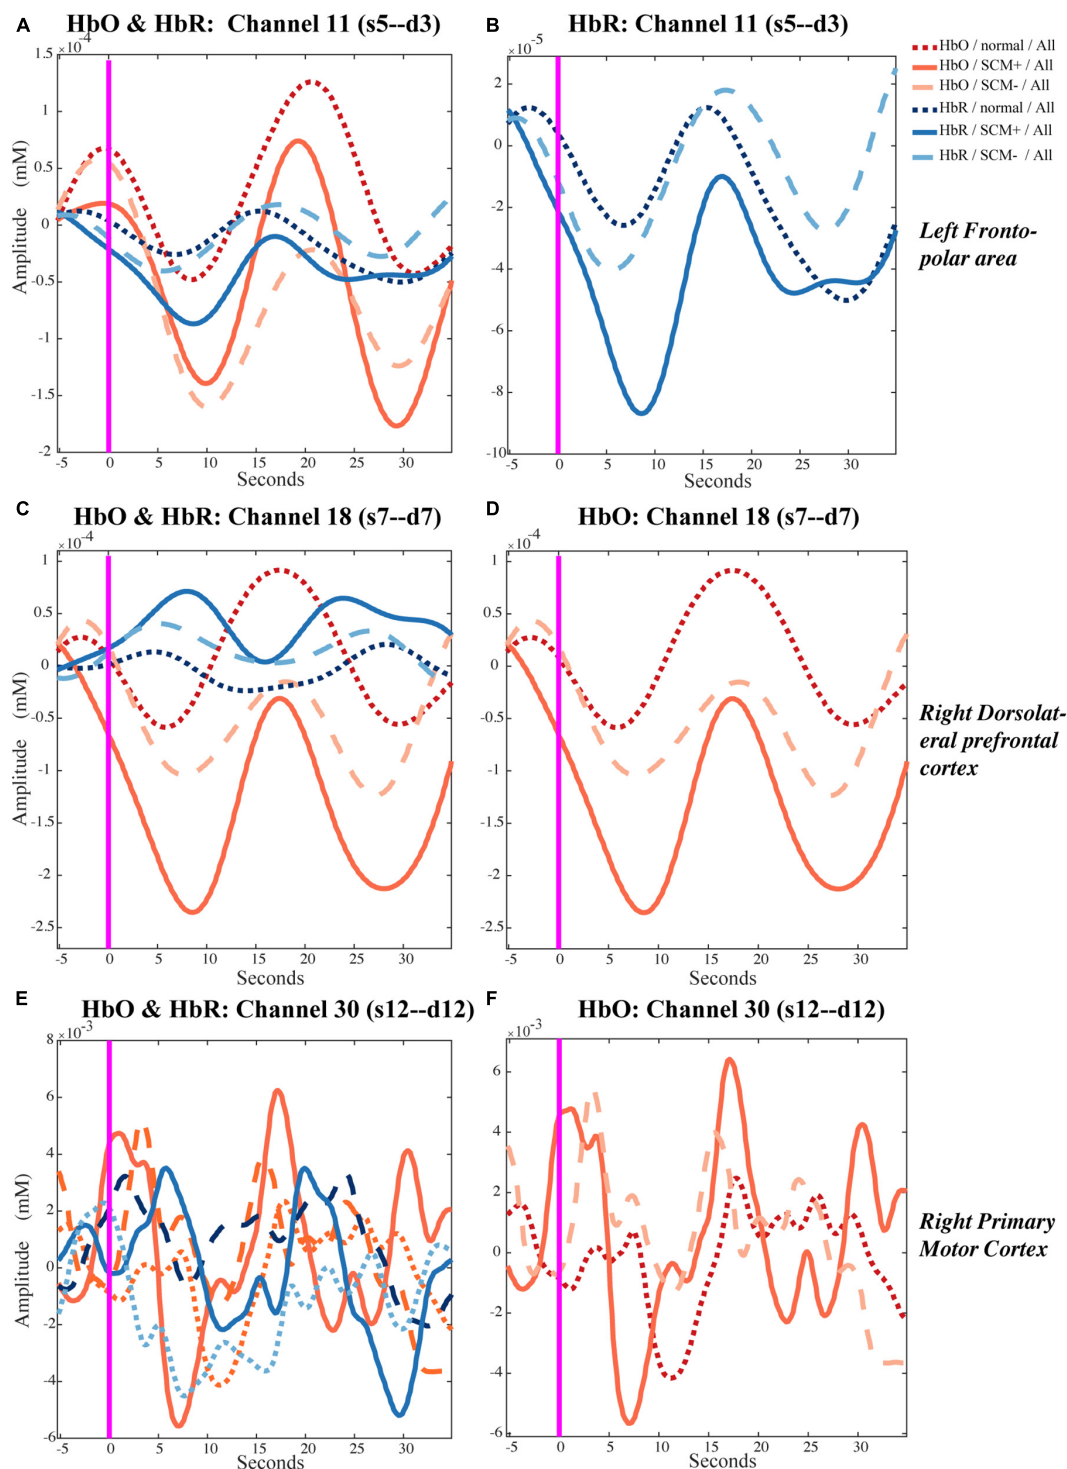 A HbO & HbR: Channel 11 (s5--d3)
×10-4
1.5
1
0.5
0
-0.5
-1
-1.5
-2
Amplitude (mM)
-5 0 5 10 15 20 25 30
Seconds
B HbR: Channel 11 (s5--d3)
×10-5
2
0
-2
-4
-6
-8
-10
-5 0 5 10 15 20 25 30
Seconds
HbO / normal / All
HbO / SCM+ / All
HbO / SCM- / All
HbR / normal / All
HbR / SCM+ / All
HbR / SCM- / All
Left Fronto-
polar area
C HbO & HbR: Channel 18 (s7--d7)
×10-4
1
0.5
0
-0.5
-1
-1.5
-2
-2.5
Amplitude (mM)
-5 0 5 10 15 20 25 30
Seconds
D HbO: Channel 18 (s7--d7)
×10-4
1
0.5
0
-0.5
-1
-1.5
-2
-2.5
-5 0 5 10 15 20 25 30
Seconds
Right Dorsolat-
eral prefrontal
cortex
E HbO & HbR: Channel 30 (s12--d12)
×10-3
8
6
4
2
0
-2
-4
-6
Amplitude (mM)
-5 0 5 10 15 20 25 30
Seconds
F HbO: Channel 30 (s12--d12)
×10-3
6
4
2
0
-2
-4
-6
-5 0 5 10 15 20 25 30
Seconds
Right Primary
Motor Cortex